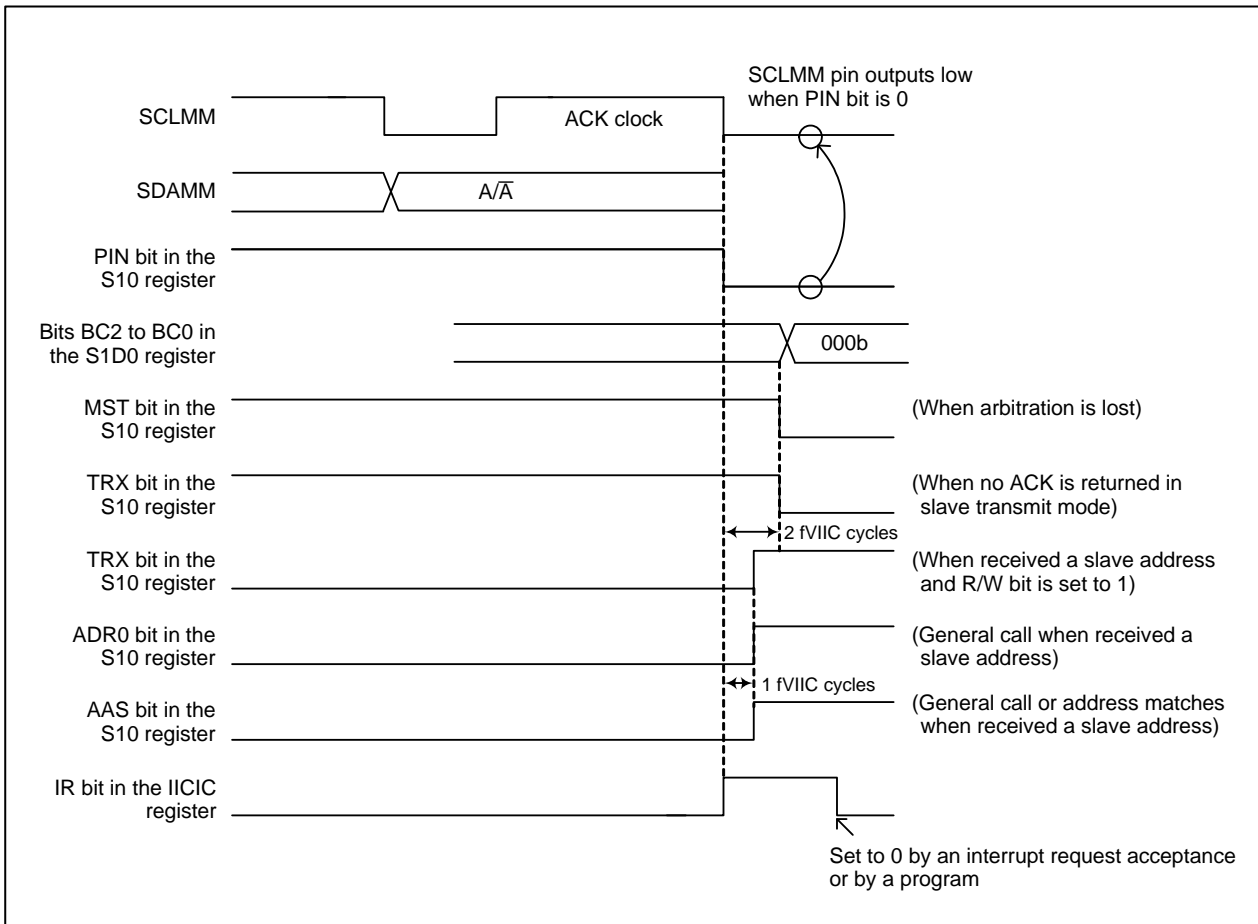 SCLMM pin outputs low
when PIN bit is 0
SCLMM
ACK clock
SDAMM
A/A̅
PIN bit in the
S10 register
Bits BC2 to BC0 in
the S1D0 register
000b
MST bit in the
S10 register
(When arbitration is lost)
TRX bit in the
S10 register
(When no ACK is returned in
slave transmit mode)
2 fVIIC cycles
TRX bit in the
S10 register
(When received a slave address
and R/W bit is set to 1)
ADR0 bit in the
S10 register
(General call when received a
slave address)
1 fVIIC cycles
AAS bit in the
S10 register
(General call or address matches
when received a slave address)
IR bit in the IICIC
register
Set to 0 by an interrupt request acceptance
or by a program